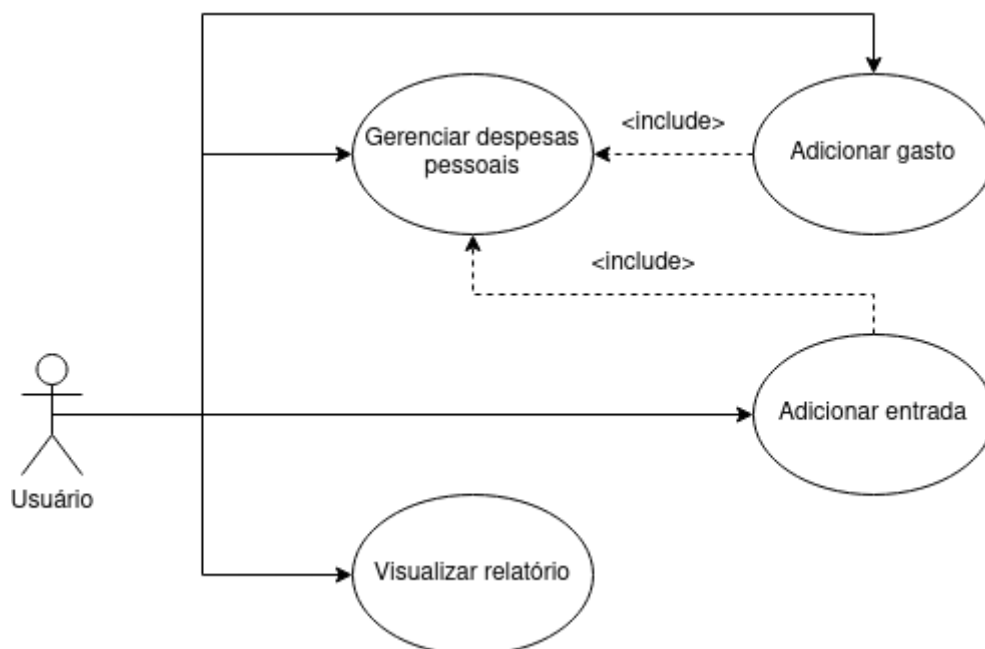 Gerenciar despesas
pessoais
<include>
Adicionar gasto
<include>
Adicionar entrada
Usuário
Visualizar relatório